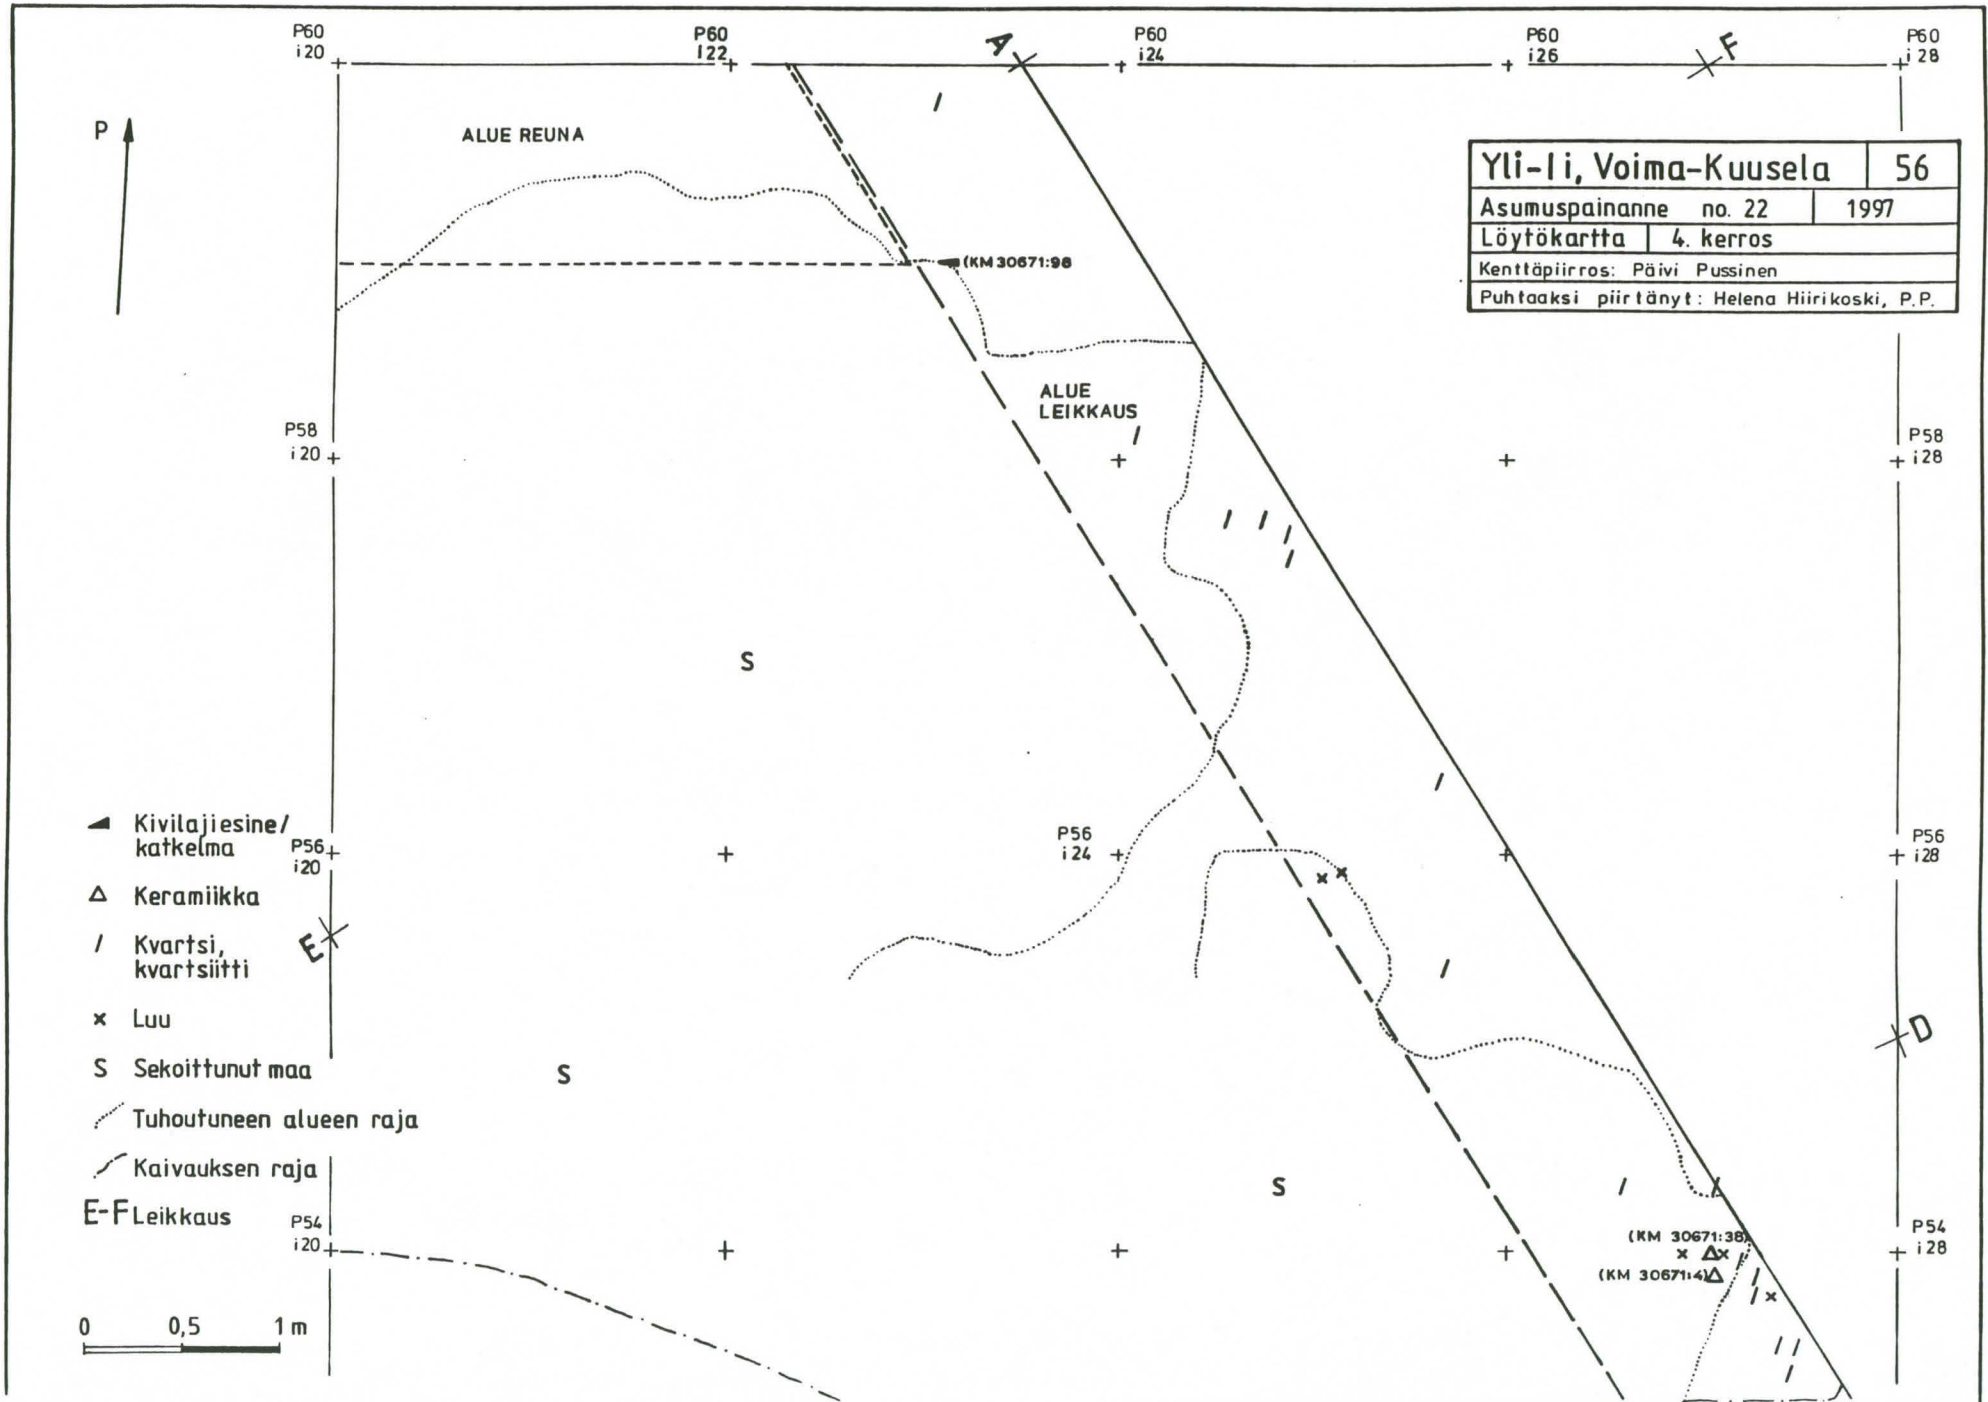 P60
i20
P60
I22
A
P60
i24
P60
i26
F
P60
i28
P
ALUE REUNA
Yli-Ii, Voima-Kuusela 56
Asumuspainanne no. 22 1997
Löytökartta 4. kerros
Kenttäpiirros: Päivi Pussinen
Puhtaaksi piirtänyt: Helena Hiirikoski, P.P.
(KM 30671:98
ALUE
LEIKKAUS
P58
i20
P58
i28
S
Kivilajiesine/
katkelma
P56
i20
P56
i24
P56
i28
Keramiikka
Kvartsi,
kvartsiitti
E
Luu
D
S Sekoittunut maa
S
Tuhoutuneen alueen raja
Kaivauksen raja
S
E-F Leikkaus
P54
i20
(KM 30671:38)
(KM 30671:4)
P54
i28
0 0,5 1 m